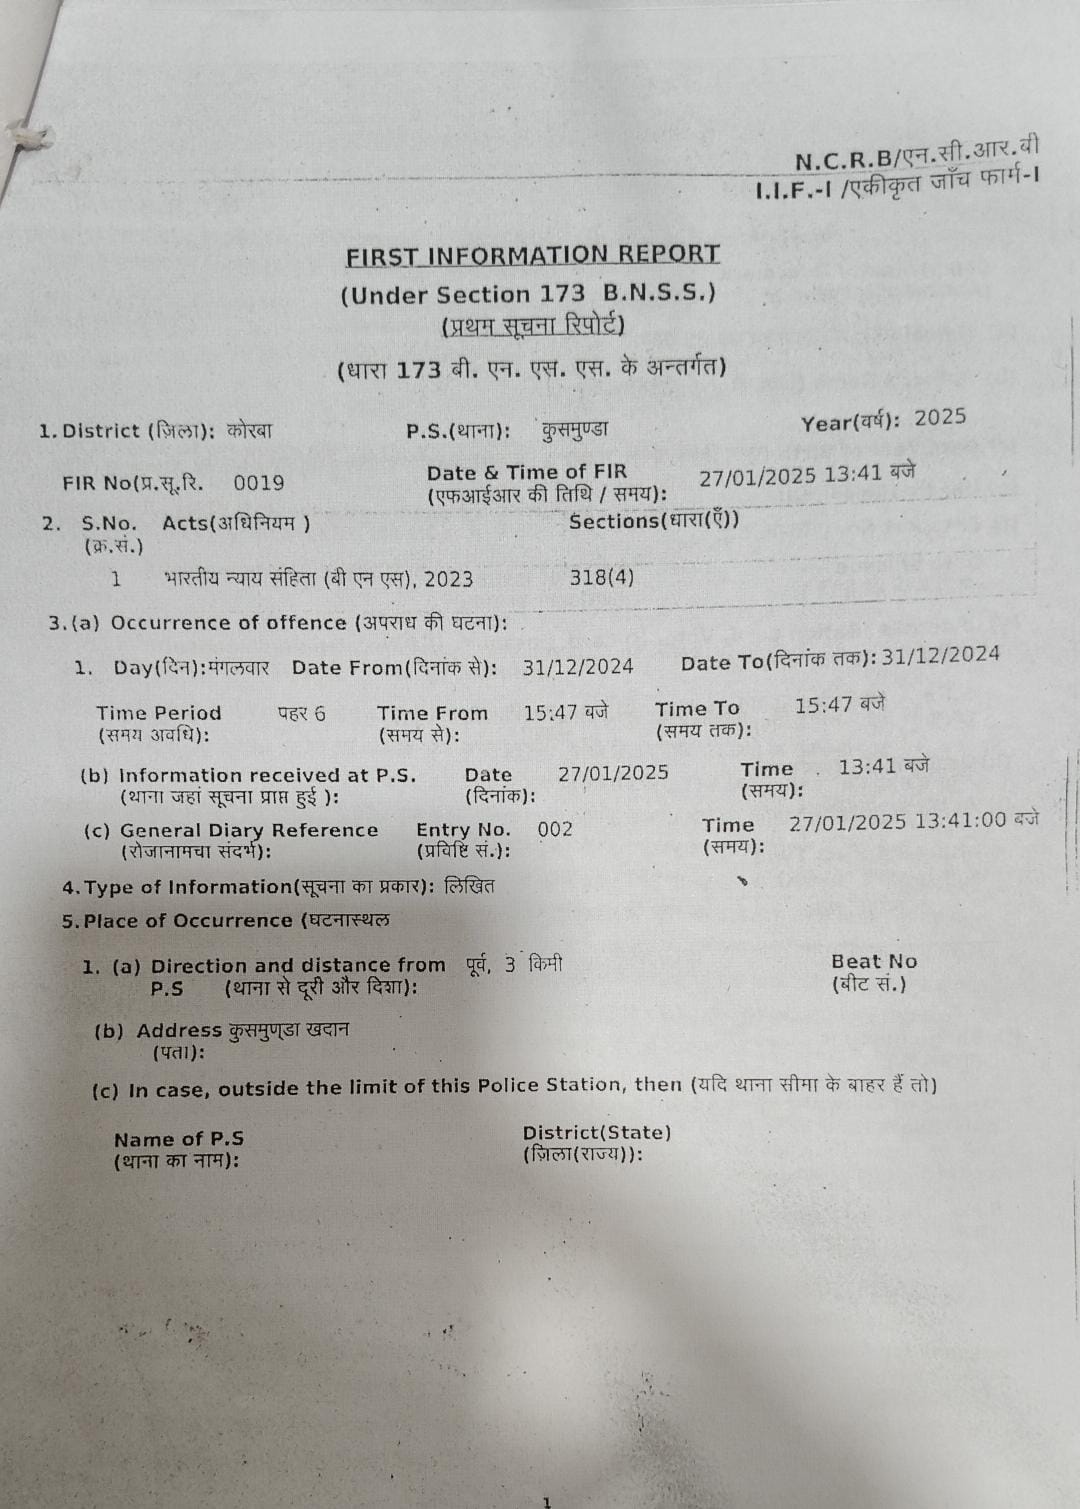 N.C.R.B/एन.सी.आर.बी
I.I.F.-I /एकीकृत जाँच फार्म-I
FIRST INFORMATION REPORT
(Under Section 173 B.N.S.S.)
(प्रथम सूचना रिपोर्ट)
(धारा 173 बी. एन. एस. एस. के अन्तर्गत)
1. District (ज़िला): कोरबा P.S.(थाना): कुसमुण्डा Year(वर्ष): 2025
FIR No(प्र.सू.रि. 0019 Date & Time of FIR 27/01/2025 13:41 बजे
(एफआईआर की तिथि / समय):
2. S.No. Acts(अधिनियम ) Sections(धारा(एँ))
(क्र.सं.)
1 भारतीय न्याय संहिता (बी एन एस), 2023 318(4)
3.(a) Occurrence of offence (अपराध की घटना):
1. Day(दिन):मंगलवार Date From(दिनांक से): 31/12/2024 Date To(दिनांक तक): 31/12/2024
Time Period पहर 6 Time From 15:47 बजे Time To 15:47 बजे
(समय अवधि): (समय से): (समय तक):
(b) Information received at P.S. Date 27/01/2025 Time 13:41 बजे
(थाना जहां सूचना प्राप्त हुई ): (दिनांक): (समय):
(c) General Diary Reference Entry No. 002 Time 27/01/2025 13:41:00 बजे
(रोजानामचा संदर्भ): (प्रविष्टि सं.): (समय):
4.Type of Information(सूचना का प्रकार): लिखित
5.Place of Occurrence (घटनास्थल
1. (a) Direction and distance from पूर्व, 3 किमी Beat No
P.S (थाना से दूरी और दिशा): (बीट सं.)
(b) Address कुसमुण्डा खदान
(पता):
(c) In case, outside the limit of this Police Station, then (यदि थाना सीमा के बाहर हैं तो)
Name of P.S District(State)
(थाना का नाम): (ज़िला(राज्य)):
1